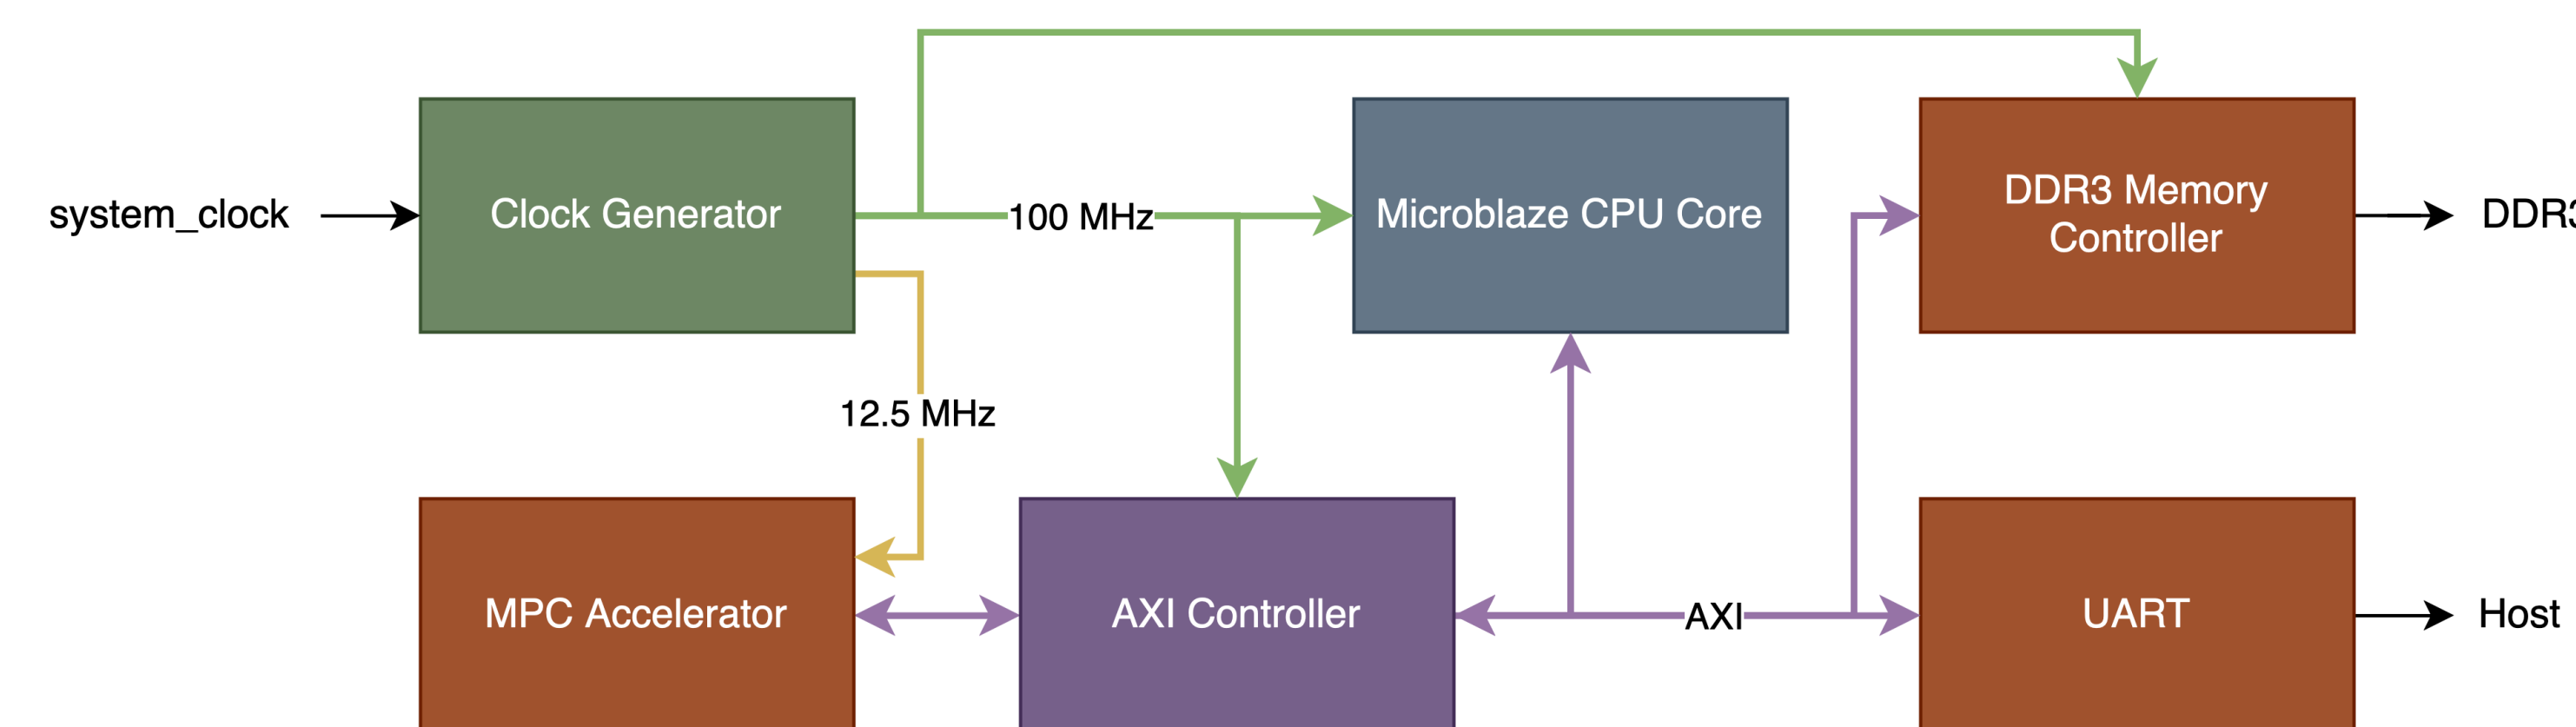 system_clock
Clock Generator
100 MHz
Microblaze CPU Core
DDR3 Memory
Controller
12.5 MHz
MPC Accelerator
AXI Controller
AXI
UART
Host